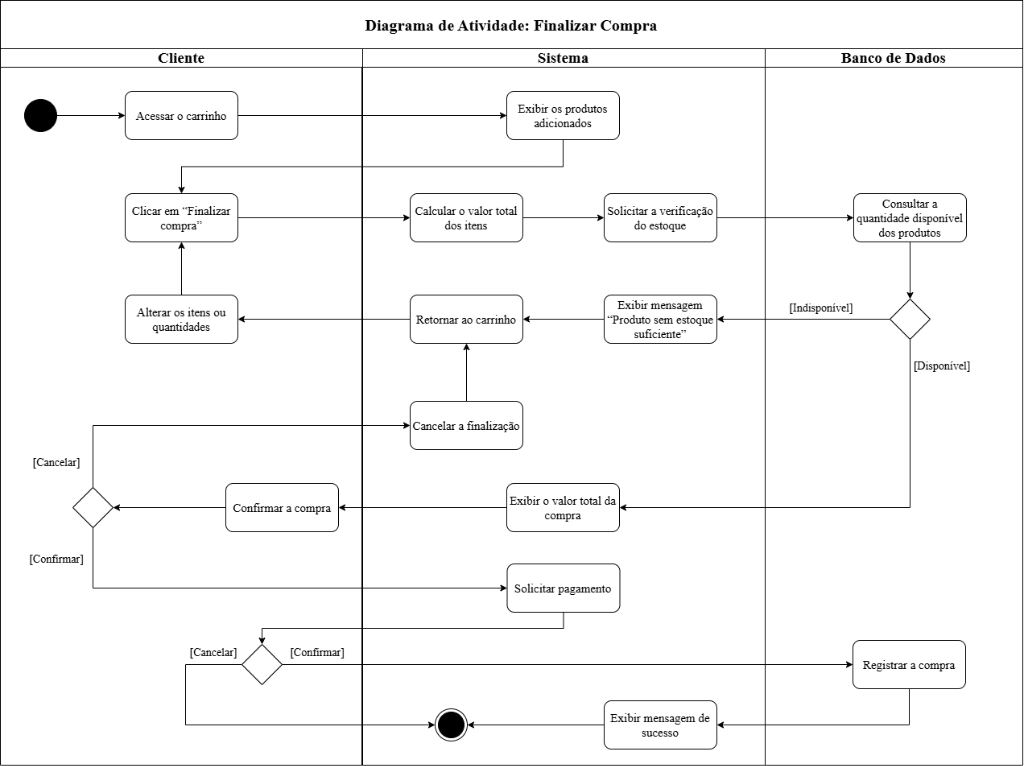 Diagrama de Atividade: Finalizar Compra
Cliente
Sistema
Banco de Dados
Acessar o carrinho
Exibir os produtos
adicionados
Clicar em “Finalizar
compra”
Calcular o valor total
dos itens
Solicitar a verificação
do estoque
Consultar a
quantidade disponível
dos produtos
Alterar os itens ou
quantidades
Retornar ao carrinho
Exibir mensagem
“Produto sem estoque
suficiente”
[Indisponível]
[Disponível]
Cancelar a finalização
[Cancelar]
Confirmar a compra
Exibir o valor total da
compra
[Confirmar]
Solicitar pagamento
[Cancelar]
[Confirmar]
Registrar a compra
Exibir mensagem de
sucesso